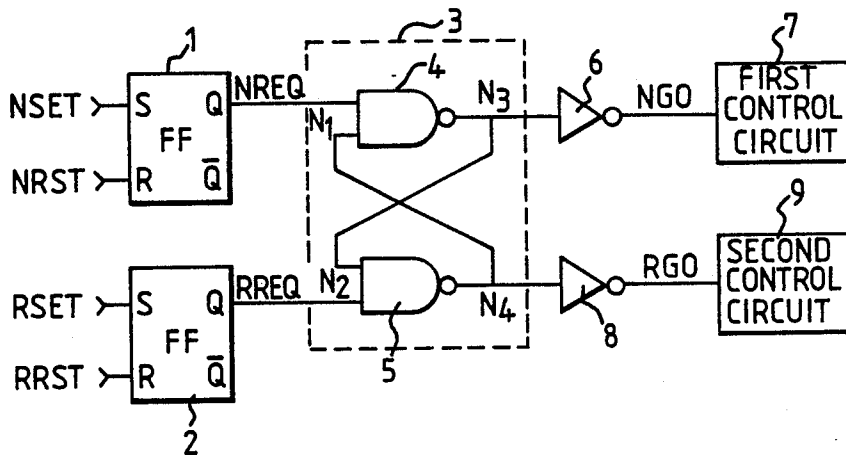 1
3
4
6
7
NSET
S
Q
NREQ
N1
N3
NGO
FIRST
CONTROL
CIRCUIT
FF
NRST
R
Q̅
9
RSET
S
Q
RREQ
N2
N4
RGO
SECOND
CONTROL
CIRCUIT
FF
RRST
R
Q̅
5
8
2